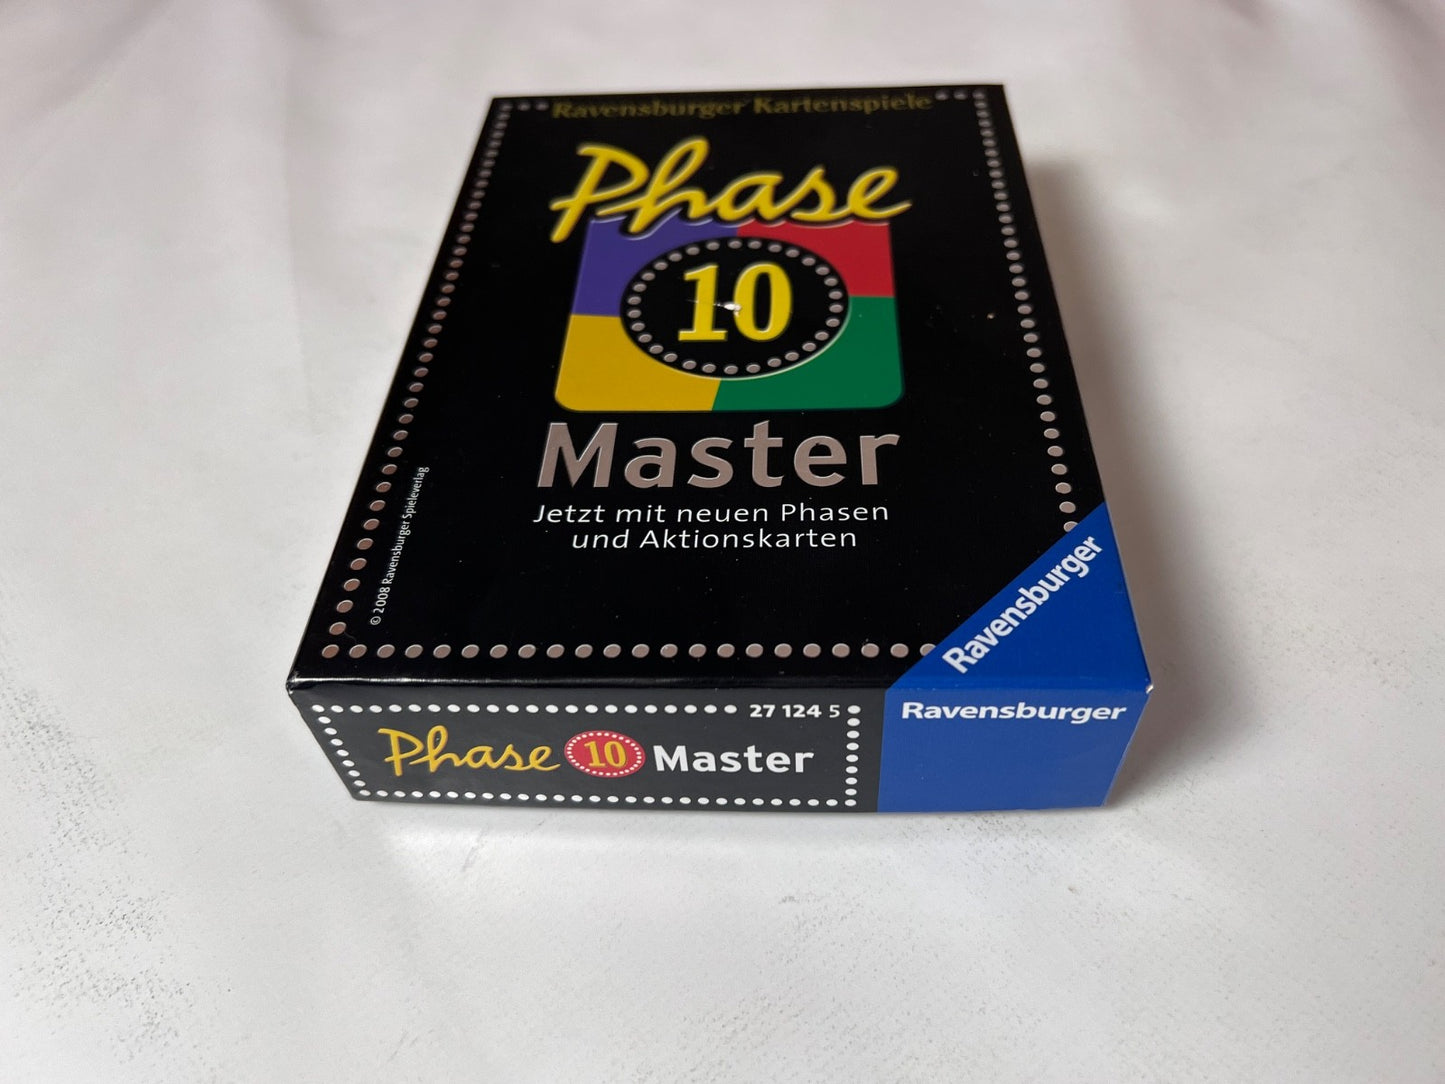 Ravensburger Kartenspiele
Phase
10
Master
Jetzt mit neuen Phasen
und Aktionskarten
© 2008 Ravensburger Spieleverlag
Ravensburger
27 124 5
Phase 10 Master
Ravensburger